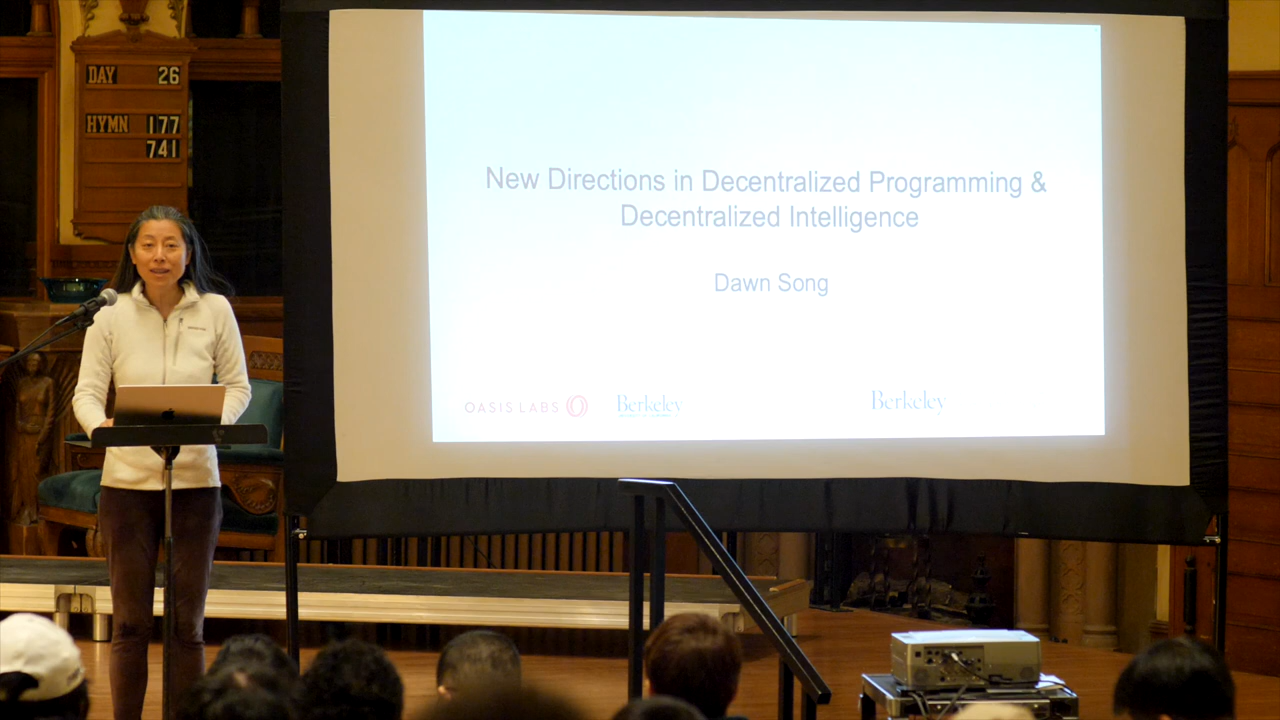 DAY 26
HYMN 177
741
New Directions in Decentralized Programming &
Decentralized Intelligence
Dawn Song
OASIS LABS
Berkeley
Berkeley